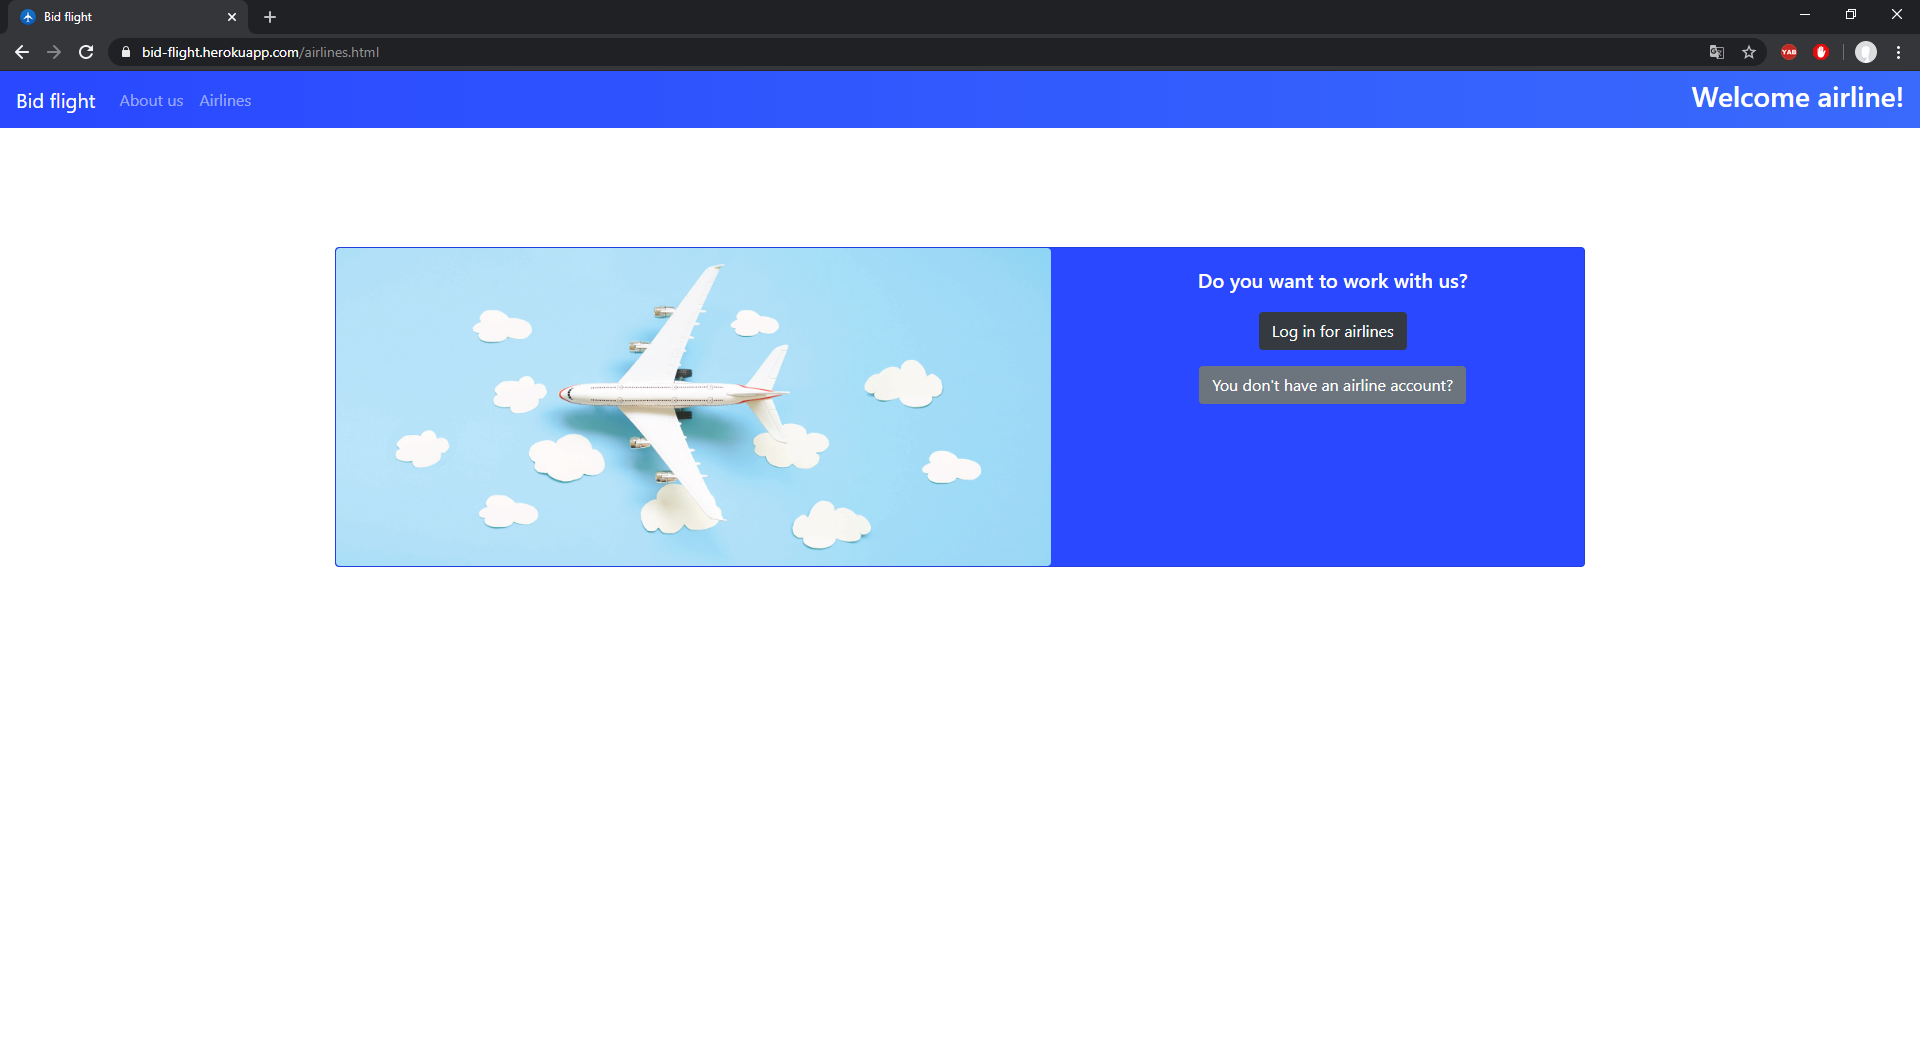 Bid flight
bid-flight.herokuapp.com/airlines.html
YAB
Bid flight
About us
Airlines
Welcome airline!
Do you want to work with us?
Log in for airlines
You don't have an airline account?